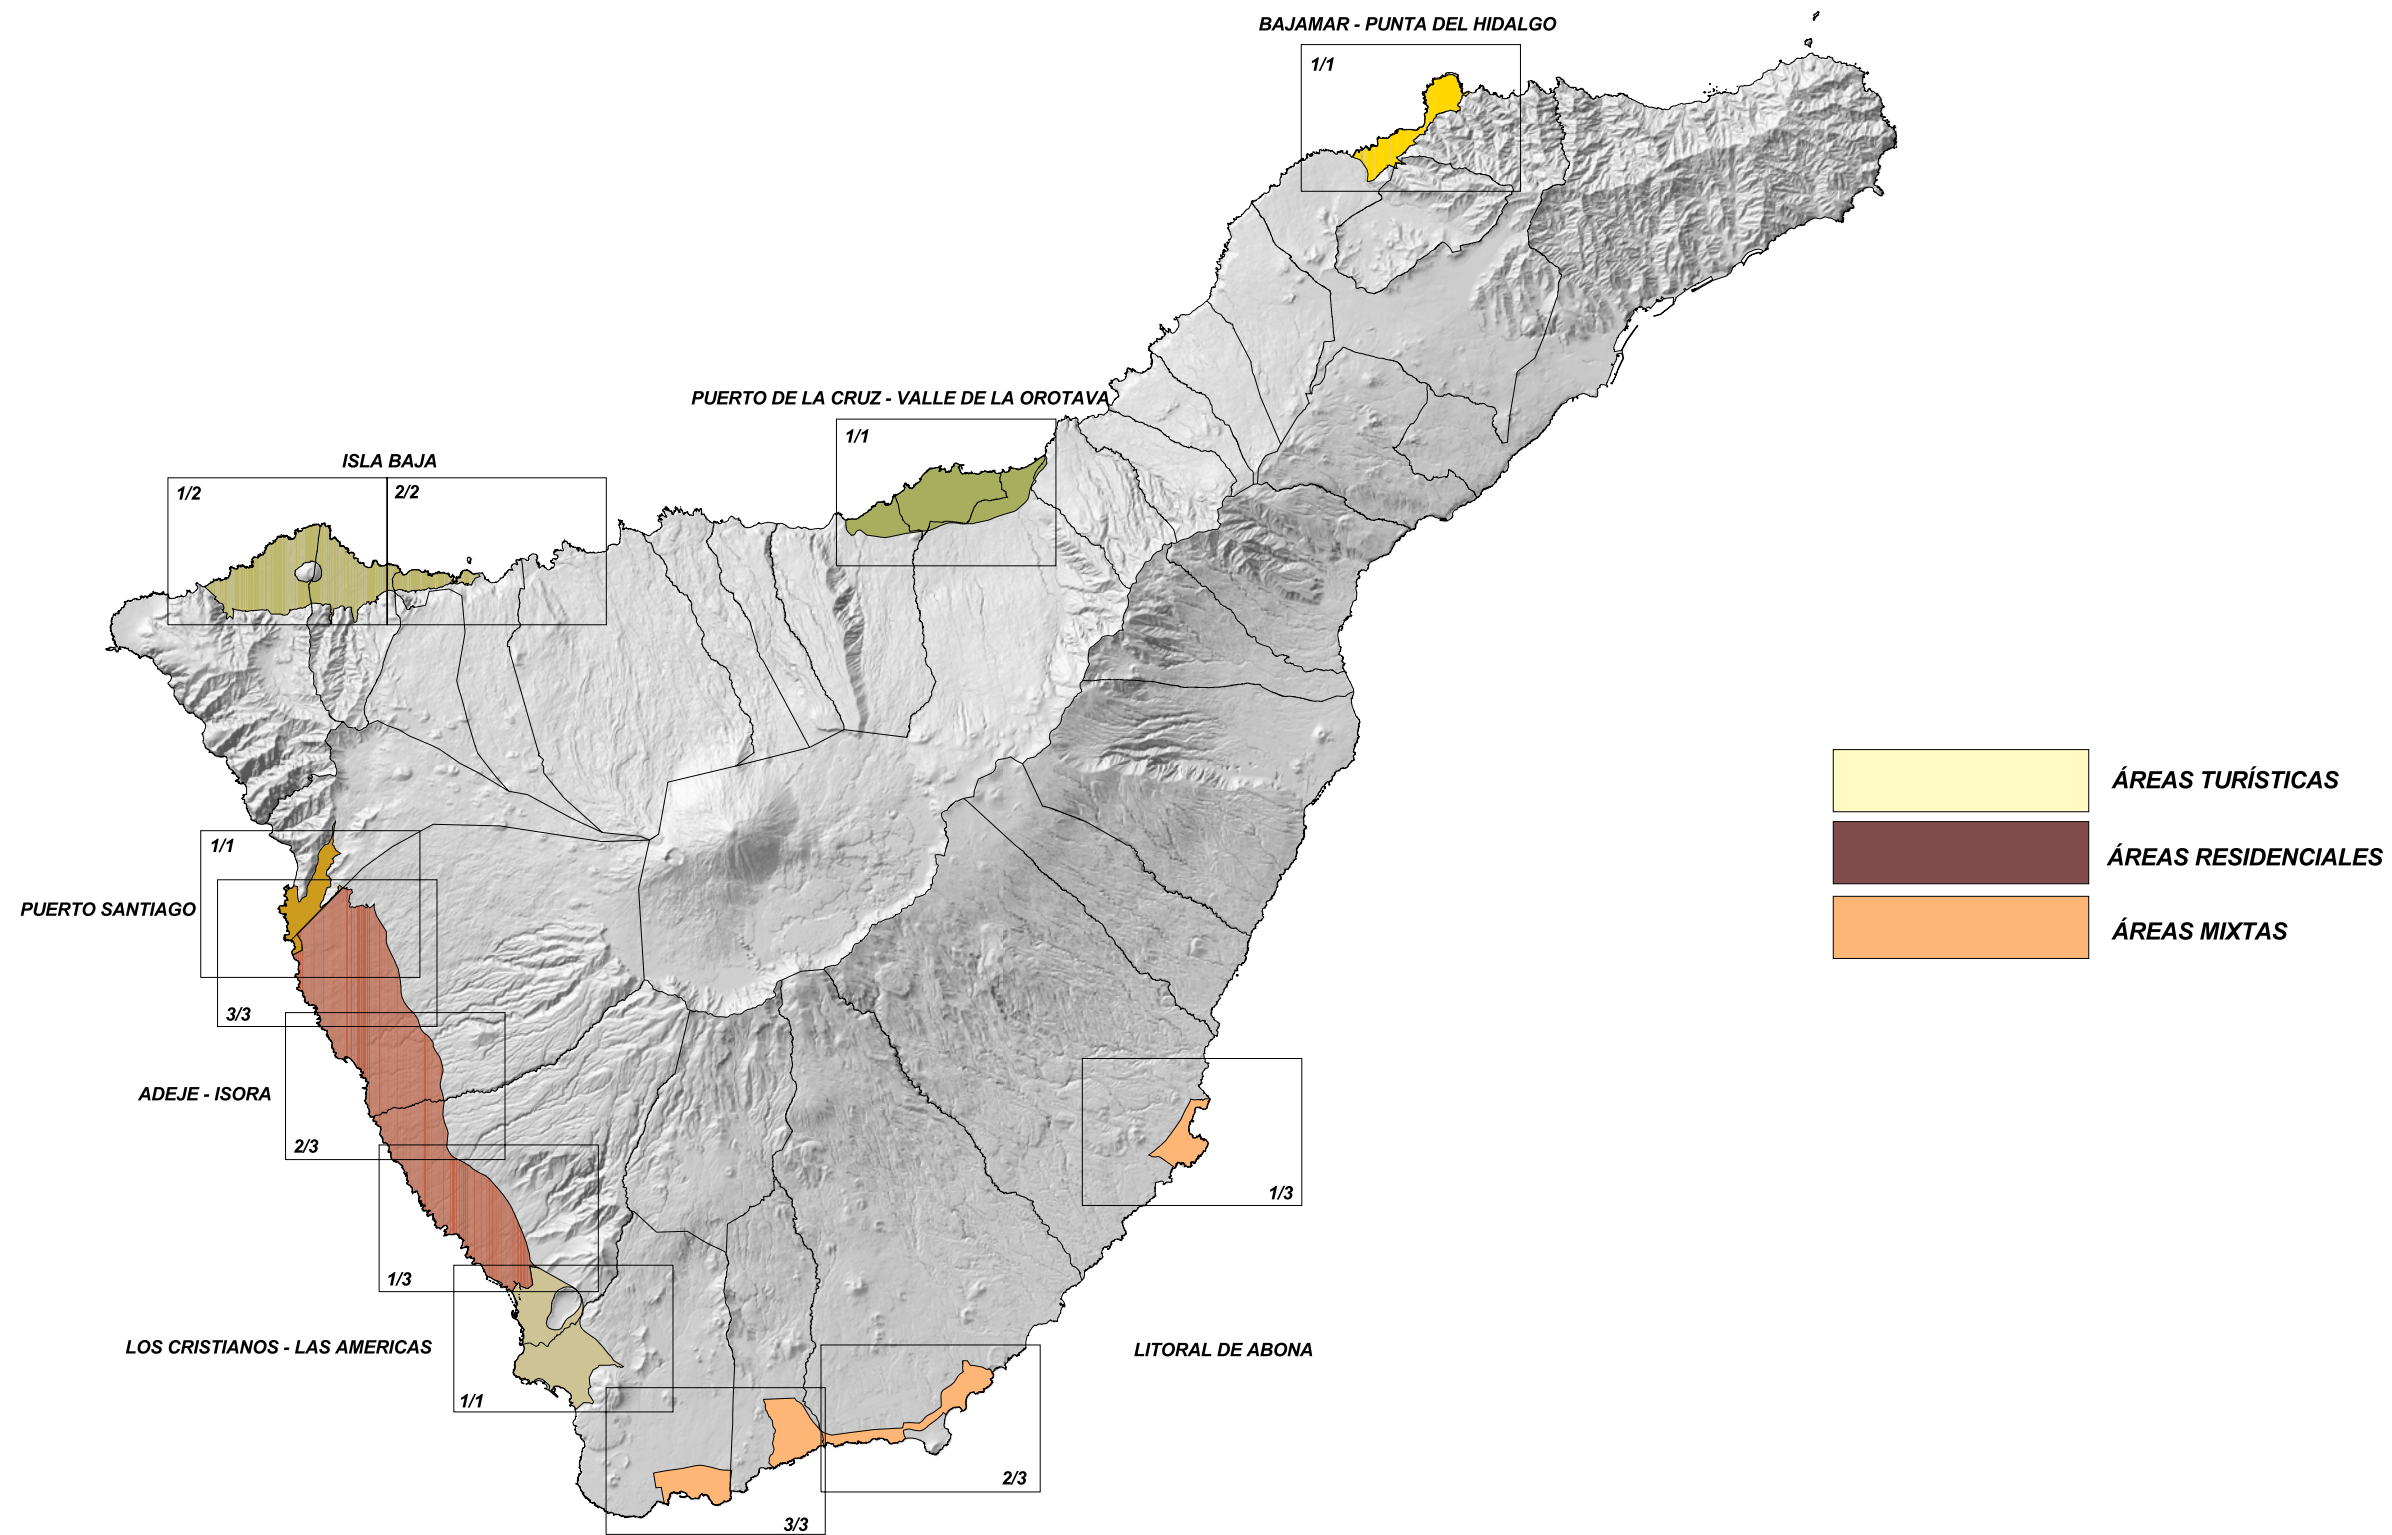 BAJAMAR - PUNTA DEL HIDALGO
1/1
PUERTO DE LA CRUZ - VALLE DE LA OROTAVA
1/1
ISLA BAJA
1/2
2/2
ÁREAS TURÍSTICAS
ÁREAS RESIDENCIALES
ÁREAS MIXTAS
1/1
PUERTO SANTIAGO
3/3
ADEJE - ISORA
2/3
1/3
1/3
LOS CRISTIANOS - LAS AMERICAS
LITORAL DE ABONA
1/1
2/3
3/3